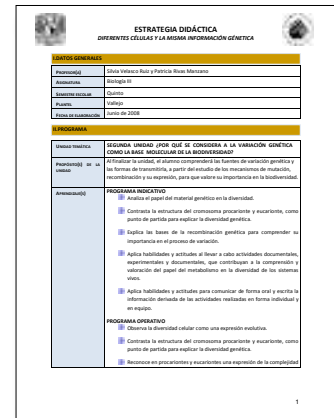 ESTRATEGIA DIDÁCTICA
DIFERENTES CÉLULAS Y LA MISMA INFORMACIÓN GÉNETICA
I.DATOS GENERALES
PROFESOR(A) Silvia Velasco Ruiz y Patricia Rivas Manzano
ASIGNATURA Biología III
SEMESTRE ESCOLAR Quinto
PLANTEL Vallejo
FECHA DE ELABORACIÓN Junio de 2008
II.PROGRAMA
UNIDAD TEMÁTICA SEGUNDA UNIDAD ¿POR QUÉ SE CONSIDERA A LA VARIACIÓN GENÉTICA
COMO LA BASE MOLECULAR DE LA BIODIVERSIDAD?
PROPÓSITO(S) DE LA Al finalizar la unidad, el alumno comprenderá las fuentes de variación genética y
UNIDAD las formas de transmitirla, a partir del estudio de los mecanismos de mutación,
recombinación y su expresión, para que valore su importancia en la biodiversidad.
APRENDIZAJE(S) PROGRAMA INDICATIVO
Analiza el papel del material genético en la diversidad.
Contrasta la estructura del cromosoma procariote y eucariote, como
punto de partida para explicar la diversidad genética.
Explica las bases de la recombinación genética para comprender su
importancia en el proceso de variación.
Aplica habilidades y actitudes al llevar a cabo actividades documentales,
experimentales y documentales, que contribuyan a la comprensión y
valoración del papel del metabolismo en la diversidad de los sistemas
vivos.
Aplica habilidades y actitudes para comunicar de forma oral y escrita la
información derivada de las actividades realizadas en forma individual y
en equipo.
PROGRAMA OPERATIVO
Observa la diversidad celular como una expresión evolutiva.
Contrasta la estructura del cromosoma procariote y eucariote, como
punto de partida para explicar la diversidad genética.
Reconoce en procariontes y eucariontes una expresión de la complejidad
1